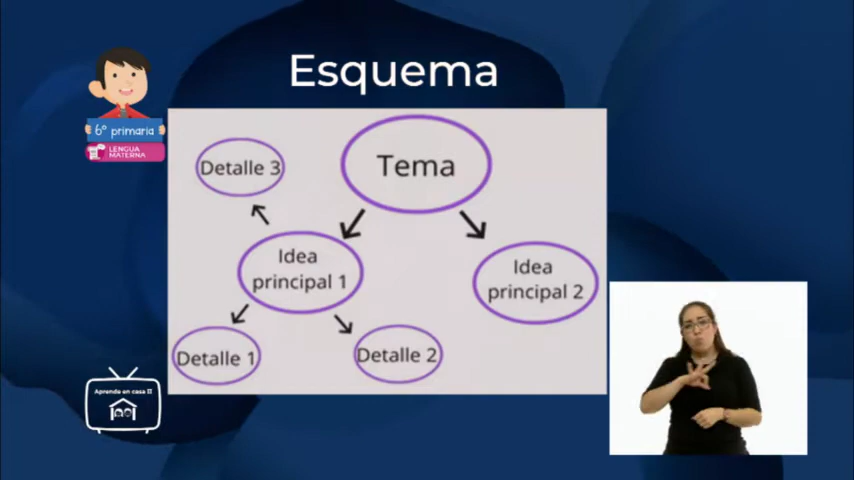 Esquema
6° primaria
LENGUA
MATERNA
Detalle 3
Tema
Idea
principal 1
Idea
principal 2
Detalle 1
Detalle 2
Aprende en casa II